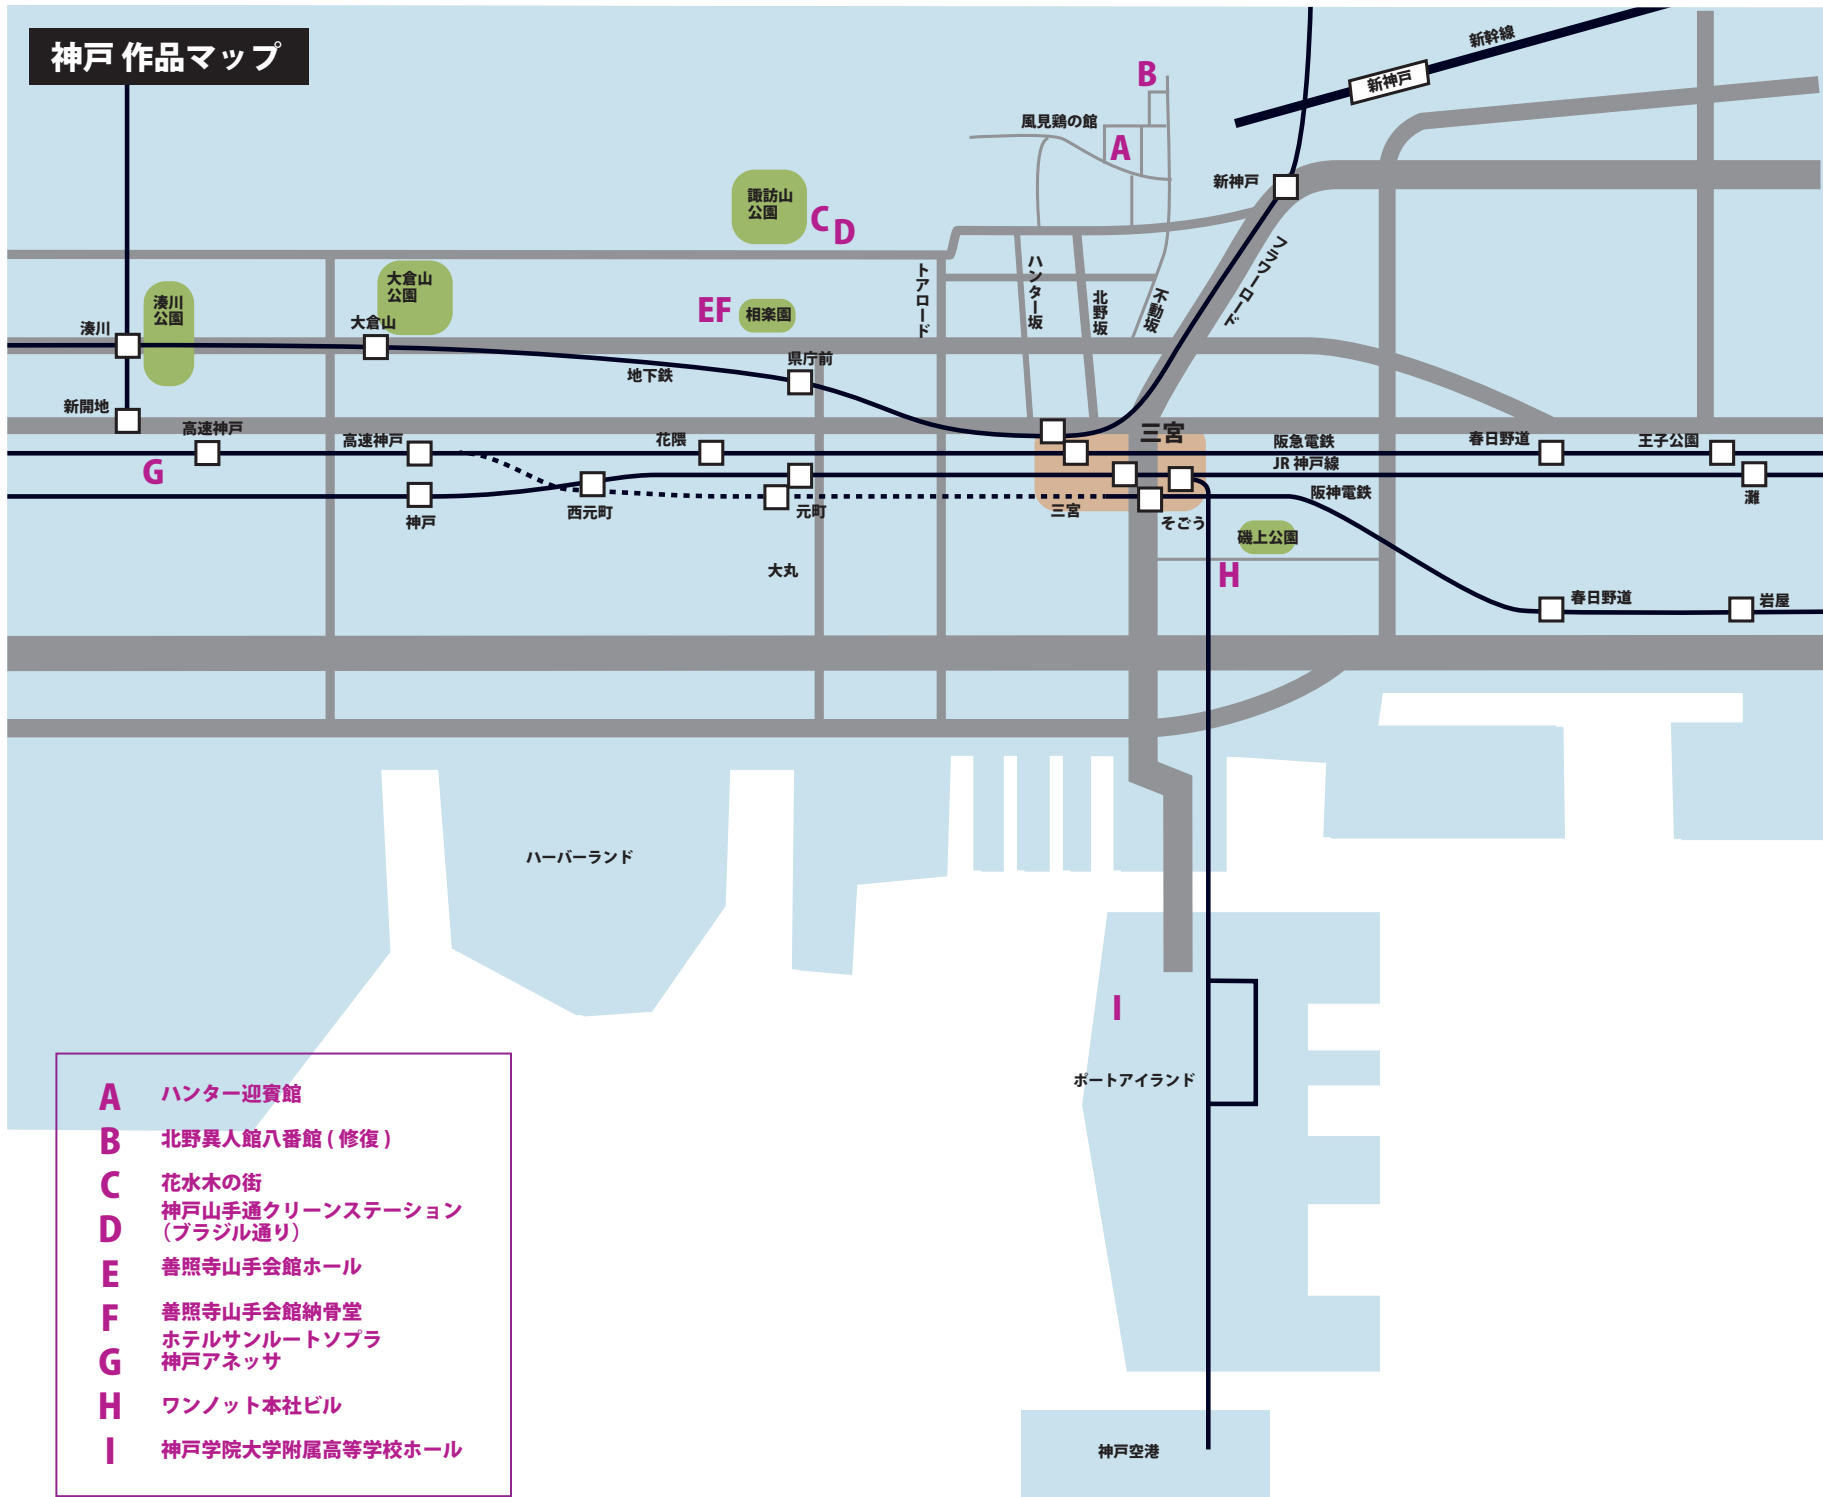 神戸 作品マップ
新幹線
新神戸
B
風見鶏の館
A
新神戸
諏訪山
公園
C
D
フラワーロード
トアロード
ハンター坂
北野坂
不動坂
大倉山
公園
湊川
公園
EF
相楽園
湊川
大倉山
県庁前
地下鉄
新開地
高速神戸
高速神戸
花隈
三宮
阪急電鉄
春日野道
王子公園
JR 神戸線
G
阪神電鉄
灘
神戸
西元町
元町
三宮
そごう
磯上公園
大丸
H
春日野道
岩屋
ハーバーランド
I
ポートアイランド
A ハンター迎賓館
B 北野異人館八番館 ( 修復 )
C 花水木の街
D 神戸山手通クリーンステーション
（ブラジル通り）
E 善照寺山手会館ホール
F 善照寺山手会館納骨堂
G ホテルサンルートソプラ
神戸アネッサ
H ワンノット本社ビル
I 神戸学院大学附属高等学校ホール
神戸空港